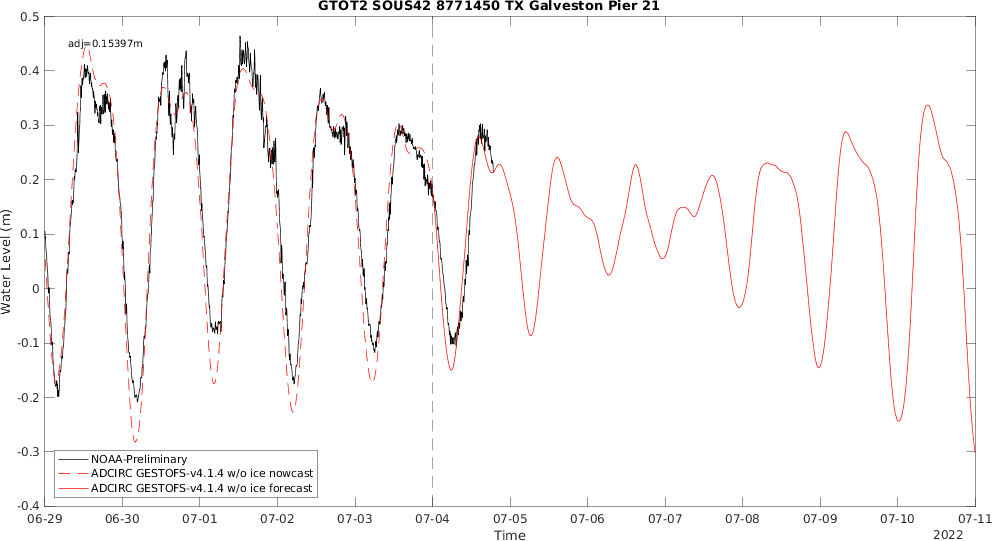 GTOT2 SOUS42 8771450 TX Galveston Pier 21
adj=0.15397m
0.5
0.4
0.3
0.2
0.1
0
-0.1
-0.2
-0.3
-0.4
Water Level (m)
NOAA-Preliminary
ADCIRC GESTOFS-v4.1.4 w/o ice nowcast
ADCIRC GESTOFS-v4.1.4 w/o ice forecast
06-29 06-30 07-01 07-02 07-03 07-04 07-05 07-06 07-07 07-08 07-09 07-10 07-11
Time
2022